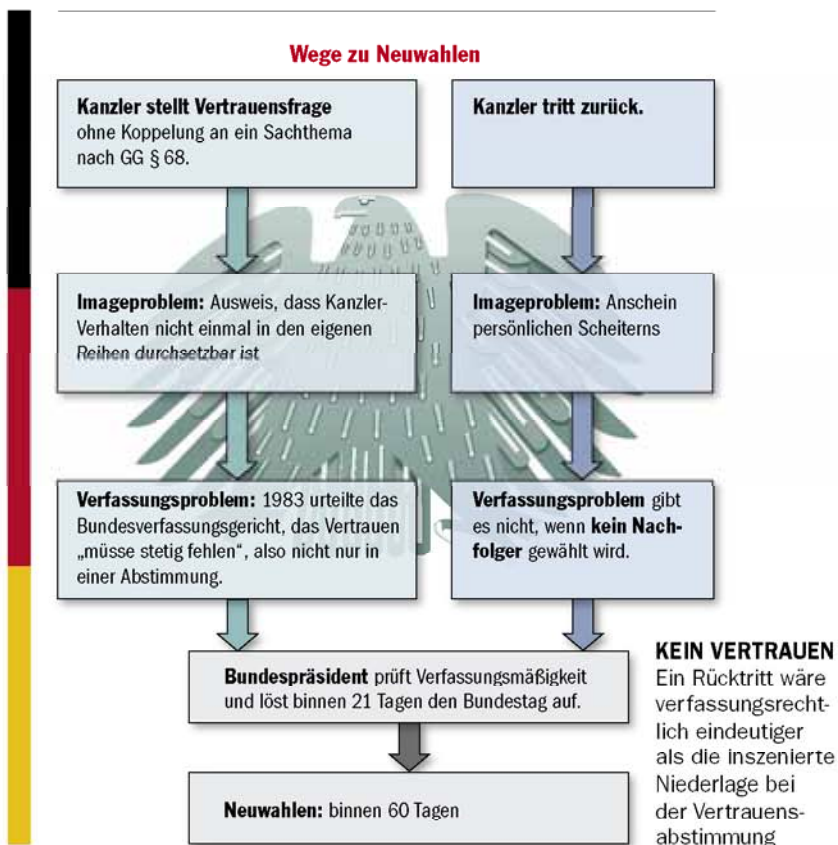 Wege zu Neuwahlen
Kanzler stellt Vertrauensfrage
ohne Koppelung an ein Sachthema
nach GG § 68.
Kanzler tritt zurück.
Imageproblem: Ausweis, dass Kanzler-
Verhalten nicht einmal in den eigenen
Reihen durchsetzbar ist
Imageproblem: Anschein
persönlichen Scheiterns
Verfassungsproblem: 1983 urteilte das
Bundesverfassungsgericht, das Vertrauen
„müsse stetig fehlen“, also nicht nur in
einer Abstimmung.
Verfassungsproblem gibt
es nicht, wenn kein Nach-
folger gewählt wird.
Bundespräsident prüft Verfassungsmäßigkeit
und löst binnen 21 Tagen den Bundestag auf.
Neuwahlen: binnen 60 Tagen
KEIN VERTRAUEN
Ein Rücktritt wäre
verfassungsrecht-
lich eindeutiger
als die inszenierte
Niederlage bei
der Vertrauens-
abstimmung